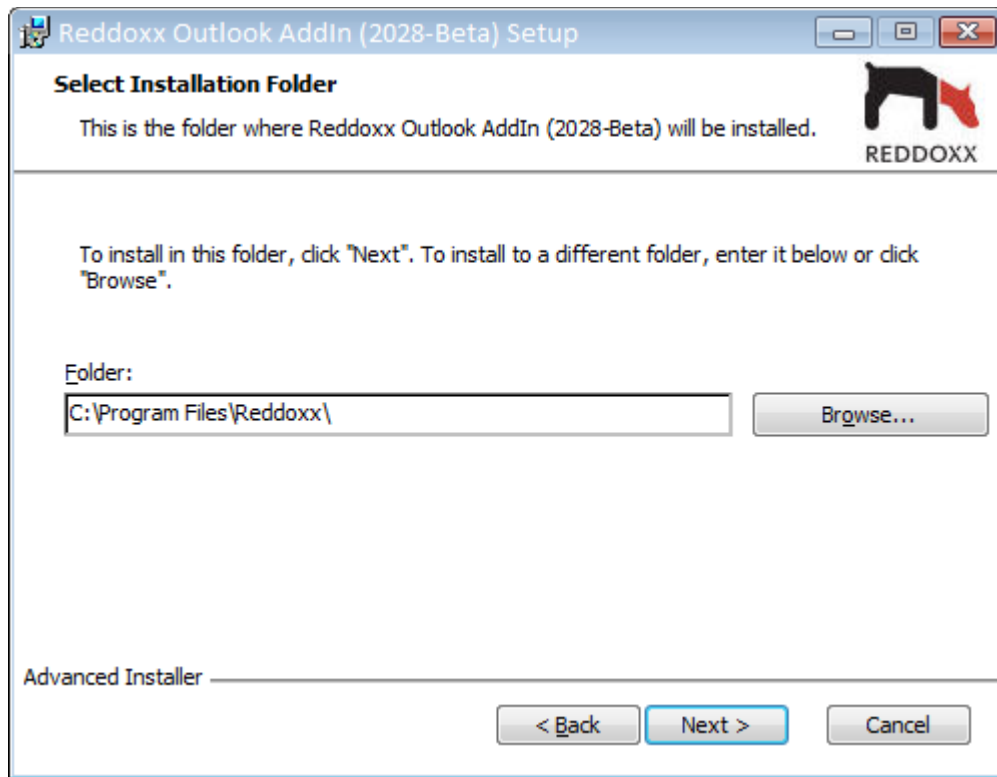 Reddoxx Outlook AddIn (2028-Beta) Setup
Select Installation Folder
This is the folder where Reddoxx Outlook AddIn (2028-Beta) will be installed.
REDDOXX
To install in this folder, click "Next". To install to a different folder, enter it below or click
"Browse".
Folder:
C:\Program Files\Reddoxx\
Browse...
Advanced Installer
< Back
Next >
Cancel